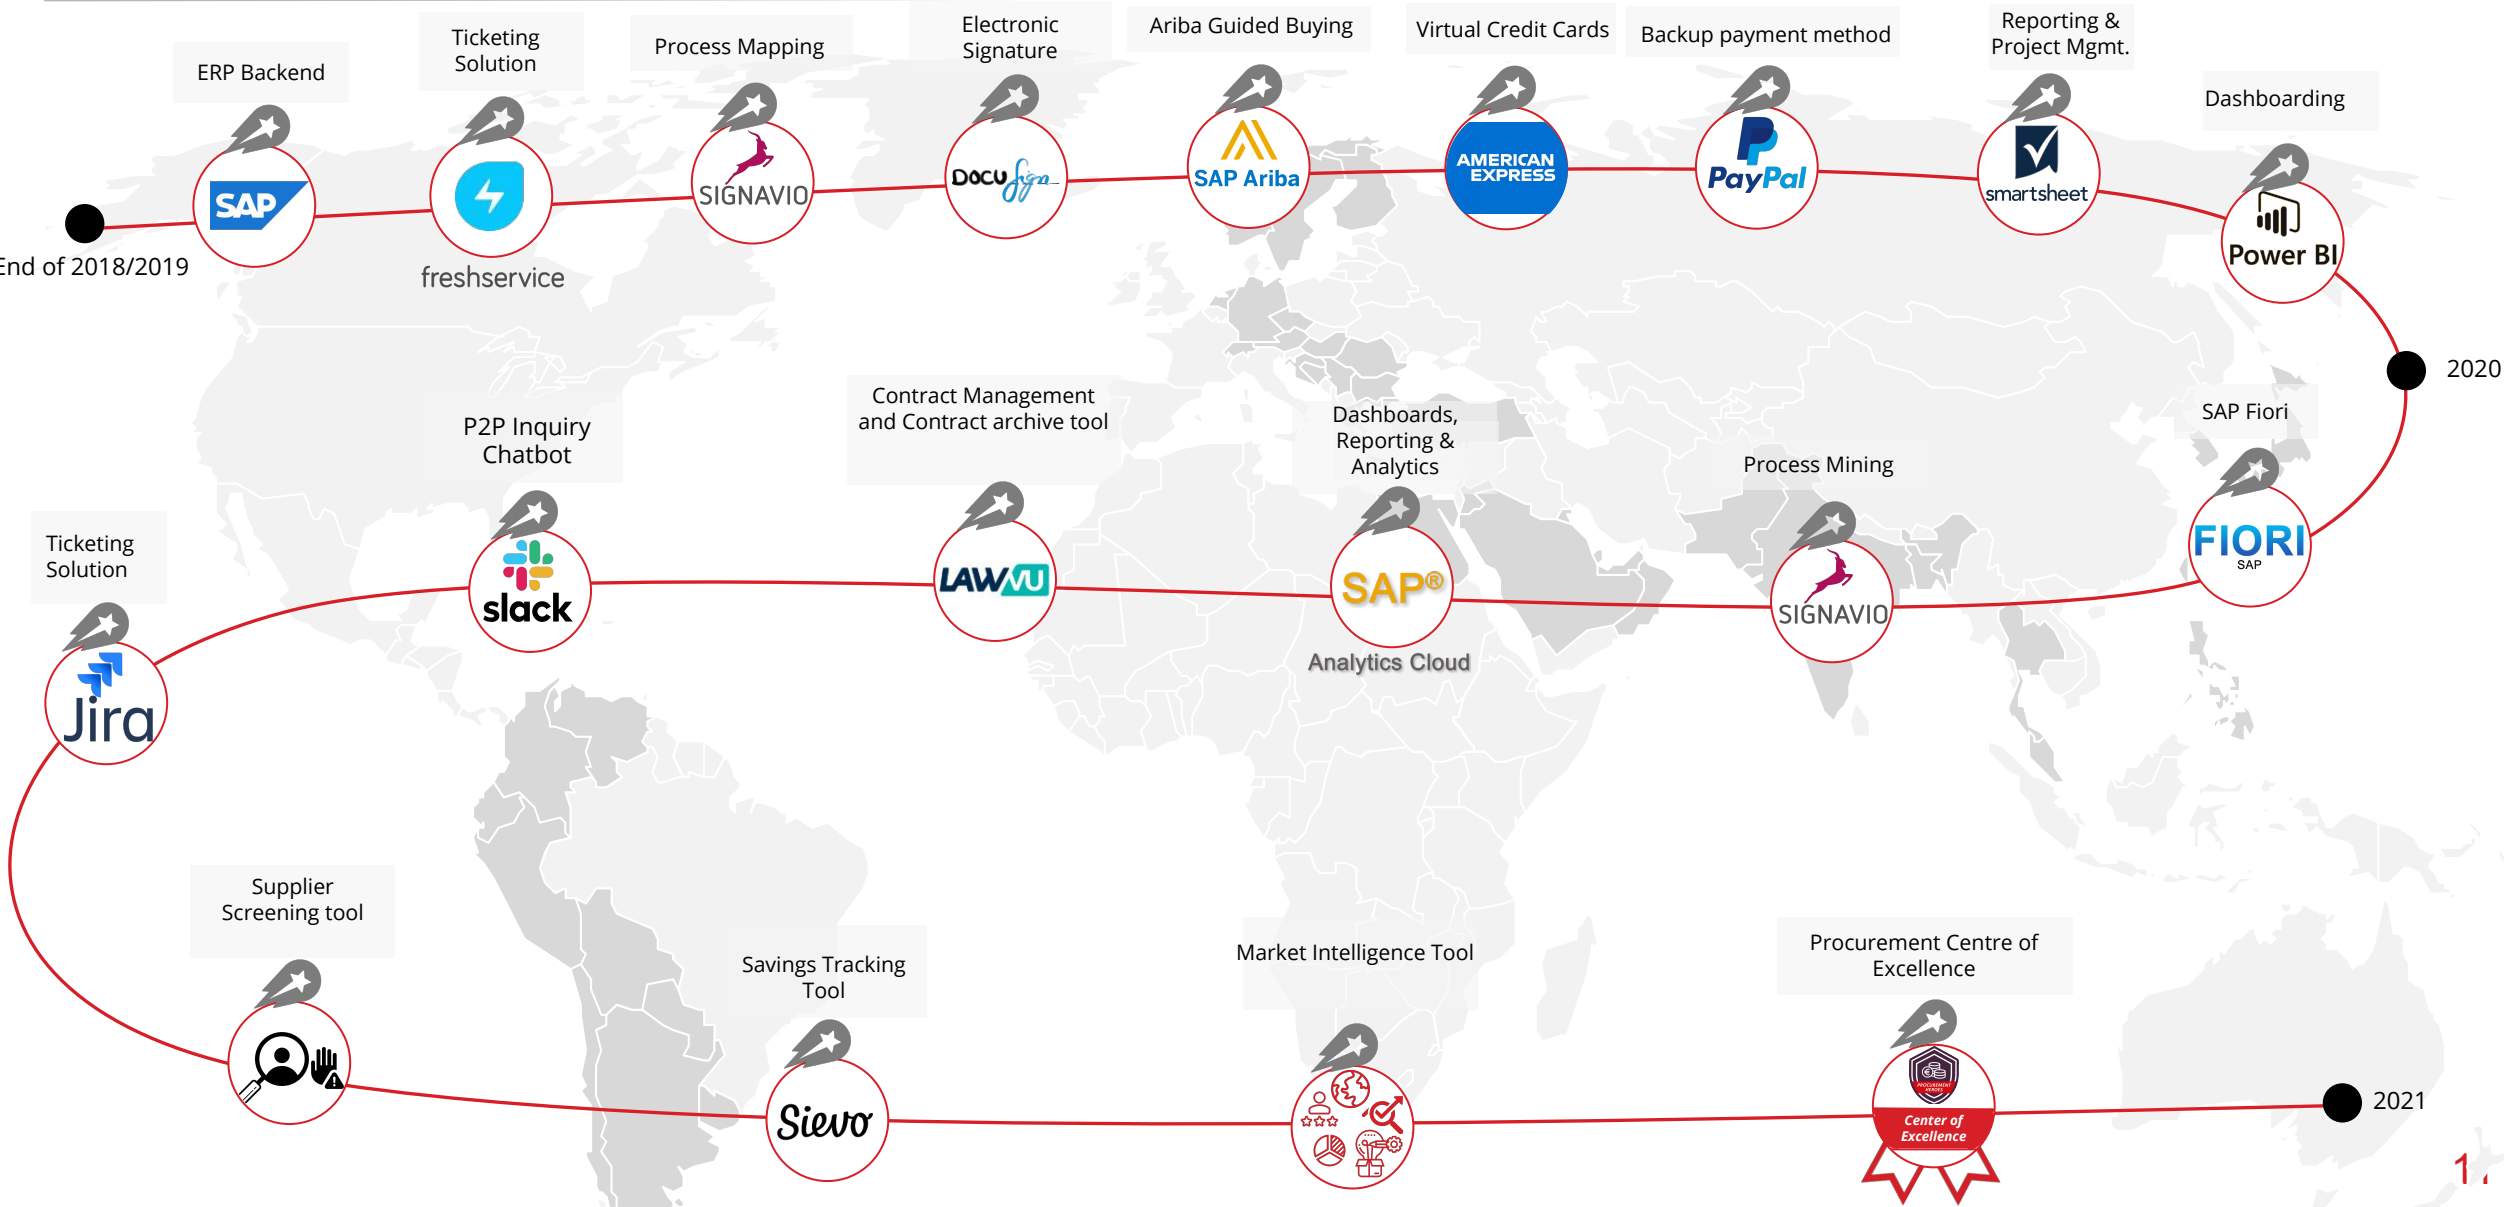 ERP Backend
SAP
Ticketing
Solution
freshservice
Process Mapping
SIGNAVIO
Electronic
Signature
DOCUSign
Ariba Guided Buying
SAP Ariba
Virtual Credit Cards
AMERICAN
EXPRESS
Backup payment method
PayPal
Reporting &
Project Mgmt.
smartsheet
Dashboarding
Power BI
End of 2018/2019
2020
SAP Fiori
FIORI
SAP
Process Mining
SIGNAVIO
Dashboards,
Reporting &
Analytics
SAP®
Analytics Cloud
Contract Management
and Contract archive tool
LAWVU
P2P Inquiry
Chatbot
slack
Ticketing
Solution
Jira
Supplier
Screening tool
Savings Tracking
Tool
Sievo
Market Intelligence Tool
Procurement Centre of
Excellence
PROCUREMENT
HEROES
Center of
Excellence
2021